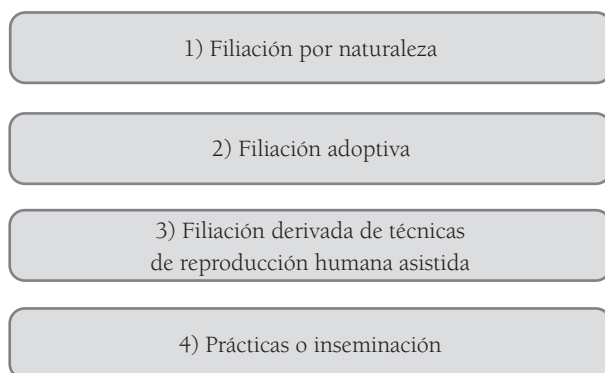 1) Filiación por naturaleza
2) Filiación adoptiva
3) Filiación derivada de técnicas
de reproducción humana asistida
4) Prácticas o inseminación